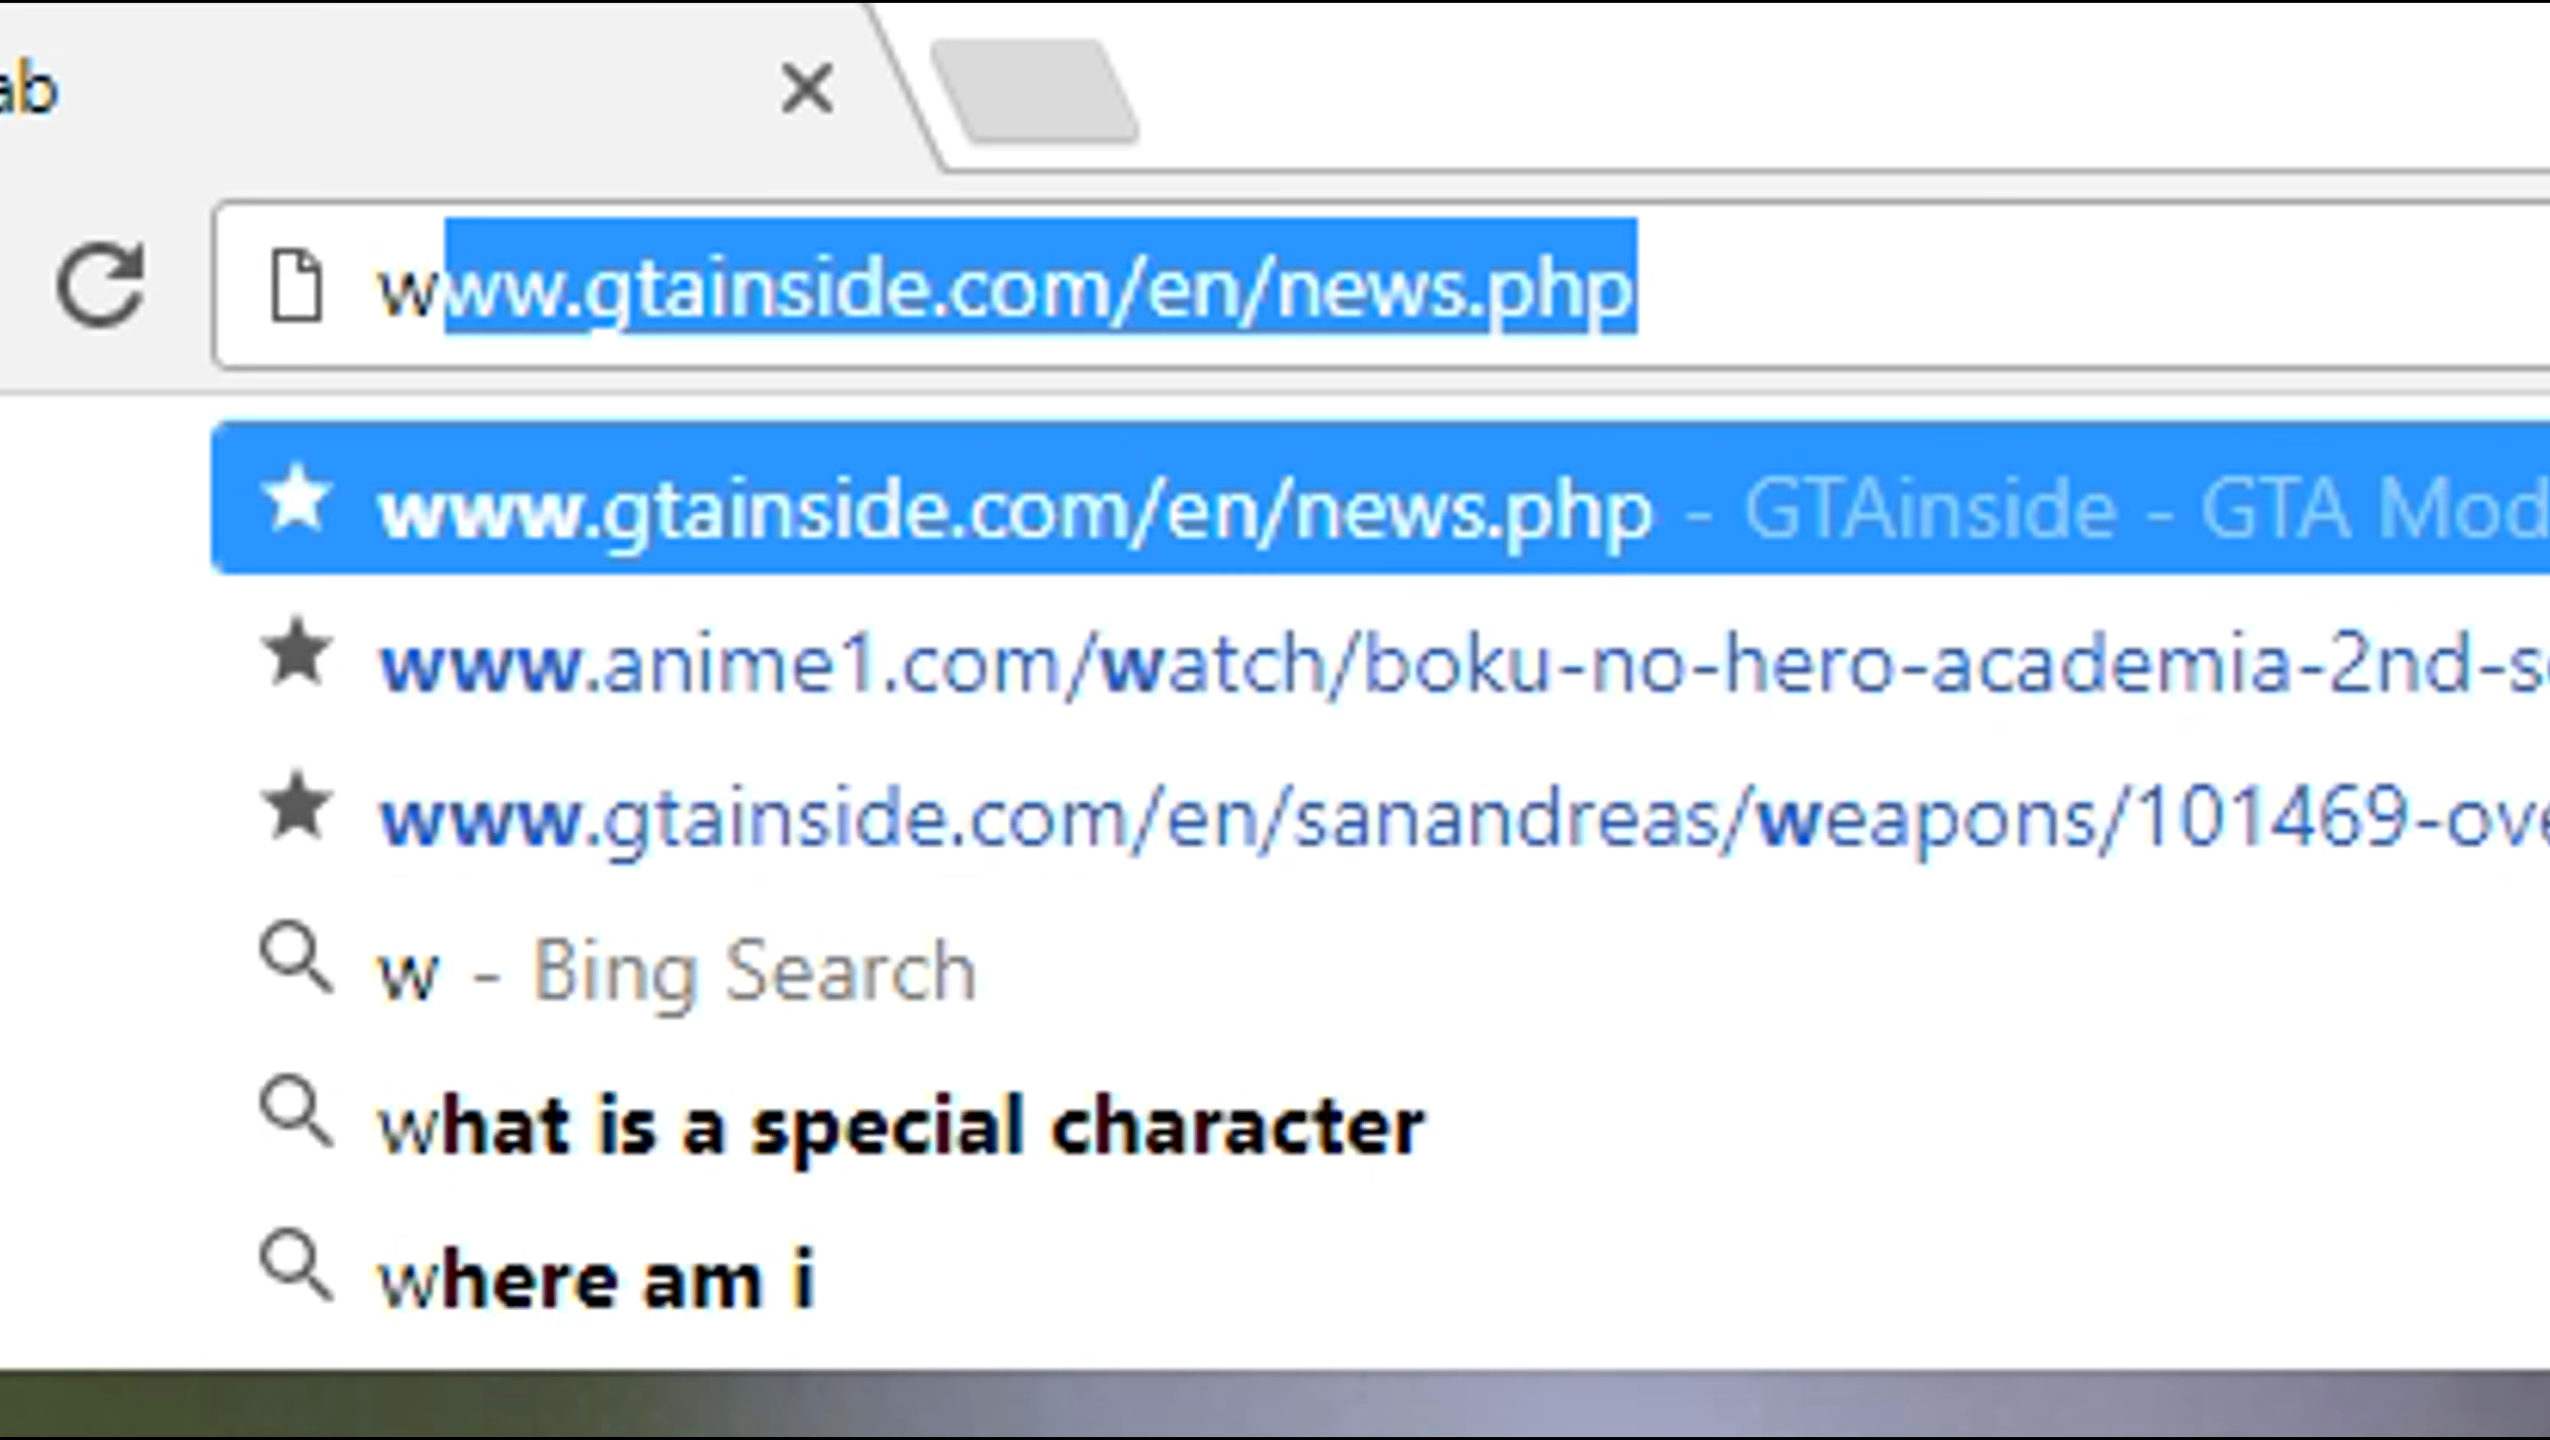 ab
www.gtainside.com/en/news.php
www.gtainside.com/en/news.php - GTAinside - GTA Mod
www.anime1.com/watch/boku-no-hero-academia-2nd-se
www.gtainside.com/en/sanandreas/weapons/101469-ove
w - Bing Search
what is a special character
where am i